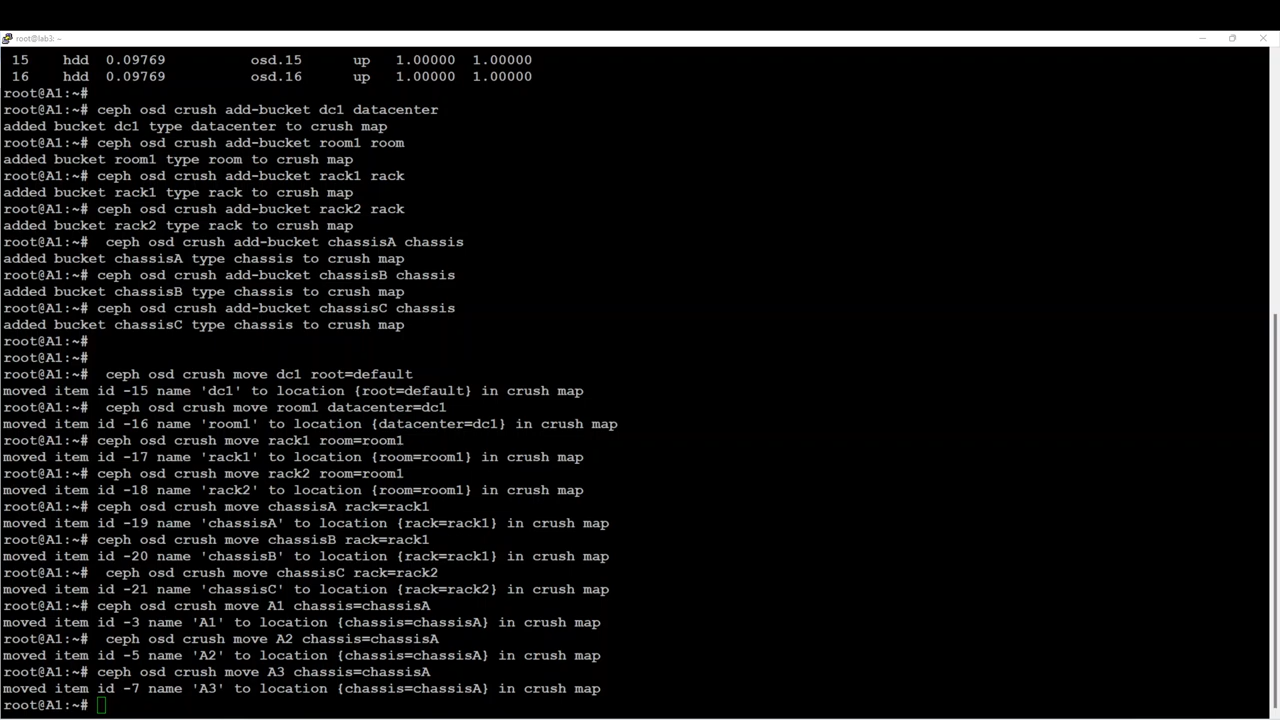 root@lab3: ~
15 hdd 0.09769 osd.15 up 1.00000 1.00000
16 hdd 0.09769 osd.16 up 1.00000 1.00000
root@A1:~#
root@A1:~# ceph osd crush add-bucket dc1 datacenter
added bucket dc1 type datacenter to crush map
root@A1:~# ceph osd crush add-bucket room1 room
added bucket room1 type room to crush map
root@A1:~# ceph osd crush add-bucket rack1 rack
added bucket rack1 type rack to crush map
root@A1:~# ceph osd crush add-bucket rack2 rack
added bucket rack2 type rack to crush map
root@A1:~#  ceph osd crush add-bucket chassisA chassis
added bucket chassisA type chassis to crush map
root@A1:~# ceph osd crush add-bucket chassisB chassis
added bucket chassisB type chassis to crush map
root@A1:~# ceph osd crush add-bucket chassisC chassis
added bucket chassisC type chassis to crush map
root@A1:~#
root@A1:~#
root@A1:~#  ceph osd crush move dc1 root=default
moved item id -15 name 'dc1' to location {root=default} in crush map
root@A1:~#  ceph osd crush move room1 datacenter=dc1
moved item id -16 name 'room1' to location {datacenter=dc1} in crush map
root@A1:~# ceph osd crush move rack1 room=room1
moved item id -17 name 'rack1' to location {room=room1} in crush map
root@A1:~# ceph osd crush move rack2 room=room1
moved item id -18 name 'rack2' to location {room=room1} in crush map
root@A1:~# ceph osd crush move chassisA rack=rack1
moved item id -19 name 'chassisA' to location {rack=rack1} in crush map
root@A1:~# ceph osd crush move chassisB rack=rack1
moved item id -20 name 'chassisB' to location {rack=rack1} in crush map
root@A1:~#  ceph osd crush move chassisC rack=rack2
moved item id -21 name 'chassisC' to location {rack=rack2} in crush map
root@A1:~# ceph osd crush move A1 chassis=chassisA
moved item id -3 name 'A1' to location {chassis=chassisA} in crush map
root@A1:~#  ceph osd crush move A2 chassis=chassisA
moved item id -5 name 'A2' to location {chassis=chassisA} in crush map
root@A1:~# ceph osd crush move A3 chassis=chassisA
moved item id -7 name 'A3' to location {chassis=chassisA} in crush map
root@A1:~#